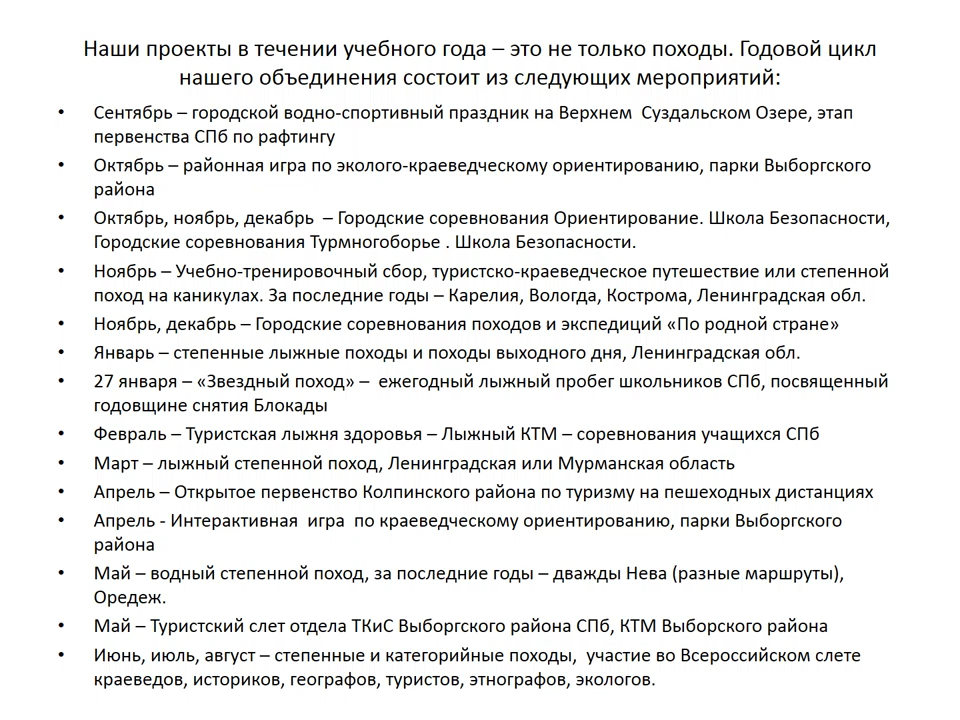 Наши проекты в течении учебного года – это не только походы. Годовой цикл
нашего объединения состоит из следующих мероприятий:
• Сентябрь – городской водно-спортивный праздник на Верхнем  Суздальском Озере, этап
первенства СПб по рафтингу
• Октябрь – районная игра по эколого-краеведческому ориентированию, парки Выборгского
района
• Октябрь, ноябрь, декабрь  – Городские соревнования Ориентирование. Школа Безопасности,
Городские соревнования Турмногоборье . Школа Безопасности.
• Ноябрь – Учебно-тренировочный сбор, туристско-краеведческое путешествие или степенной
поход на каникулах. За последние годы – Карелия, Вологда, Кострома, Ленинградская обл.
• Ноябрь, декабрь – Городские соревнования походов и экспедиций «По родной стране»
• Январь – степенные лыжные походы и походы выходного дня, Ленинградская обл.
• 27 января – «Звездный поход» –  ежегодный лыжный пробег школьников СПб, посвященный
годовщине снятия Блокады
• Февраль – Туристская лыжня здоровья – Лыжный КТМ – соревнования учащихся СПб
• Март – лыжный степенной поход, Ленинградская или Мурманская область
• Апрель – Открытое первенство Колпинского района по туризму на пешеходных дистанциях
• Апрель - Интерактивная  игра  по краеведческому ориентированию, парки Выборгского
района
• Май – водный степенной поход, за последние годы – дважды Нева (разные маршруты),
Оредеж.
• Май – Туристский слет отдела ТКиС Выборгского района СПб, КТМ Выборского района
• Июнь, июль, август – степенные и категорийные походы,  участие во Всероссийском слете
краеведов, историков, географов, туристов, этнографов, экологов.